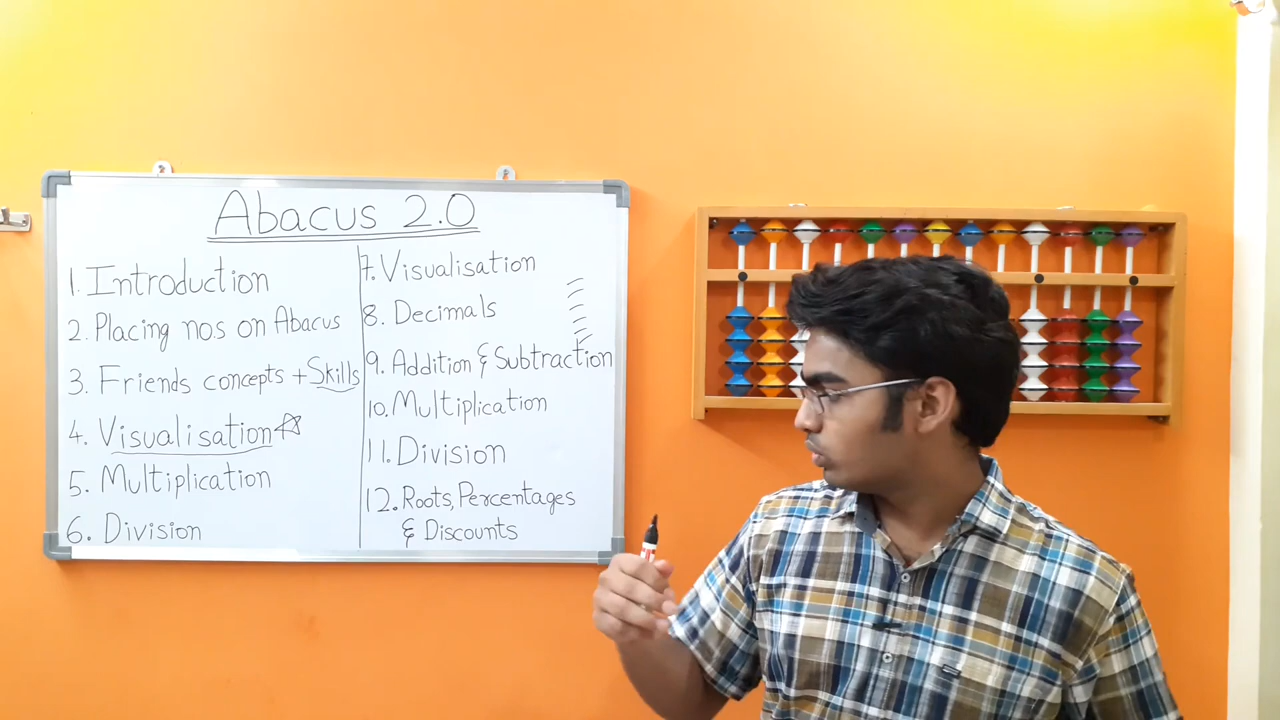 Abacus 2.0
1. Introduction
2. Placing nos on Abacus
3. Friends concepts + Skills
4. Visualisation
5. Multiplication
6. Division
7. Visualisation
8. Decimals
9. Addition & Subtraction
10. Multiplication
11. Division
12. Roots, Percentages
& Discounts